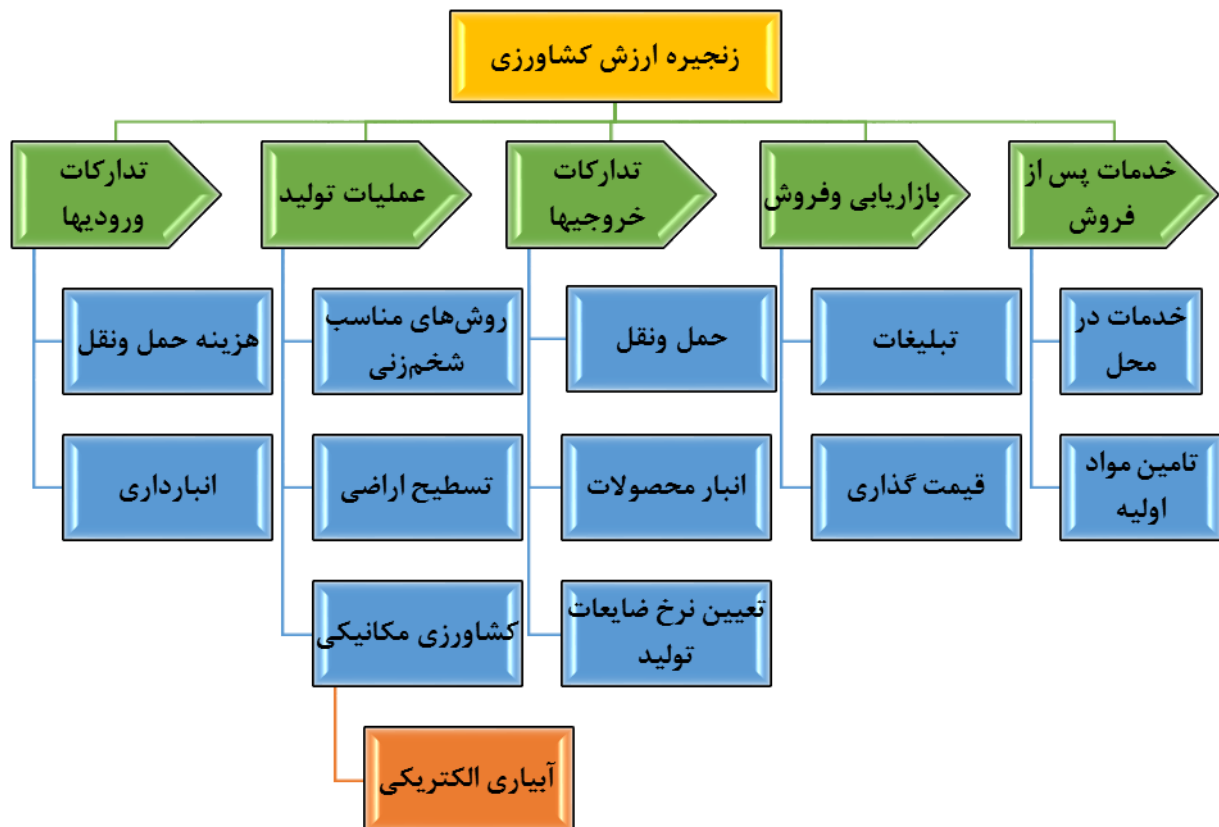 زنجیره ارزش کشاورزی
تدارکات
ورودیها
عملیات تولید
تدارکات
خروجیها
بازاریابی وفروش
خدمات پس از
فروش
هزینه حمل ونقل
روش‌های مناسب
شخم‌زنی
حمل ونقل
تبلیغات
خدمات در
محل
انبارداری
تسطیح اراضی
انبار محصولات
قیمت گذاری
تامین مواد
اولیه
کشاورزی مکانیکی
تعیین نرخ ضایعات
تولید
آبیاری الکتریکی